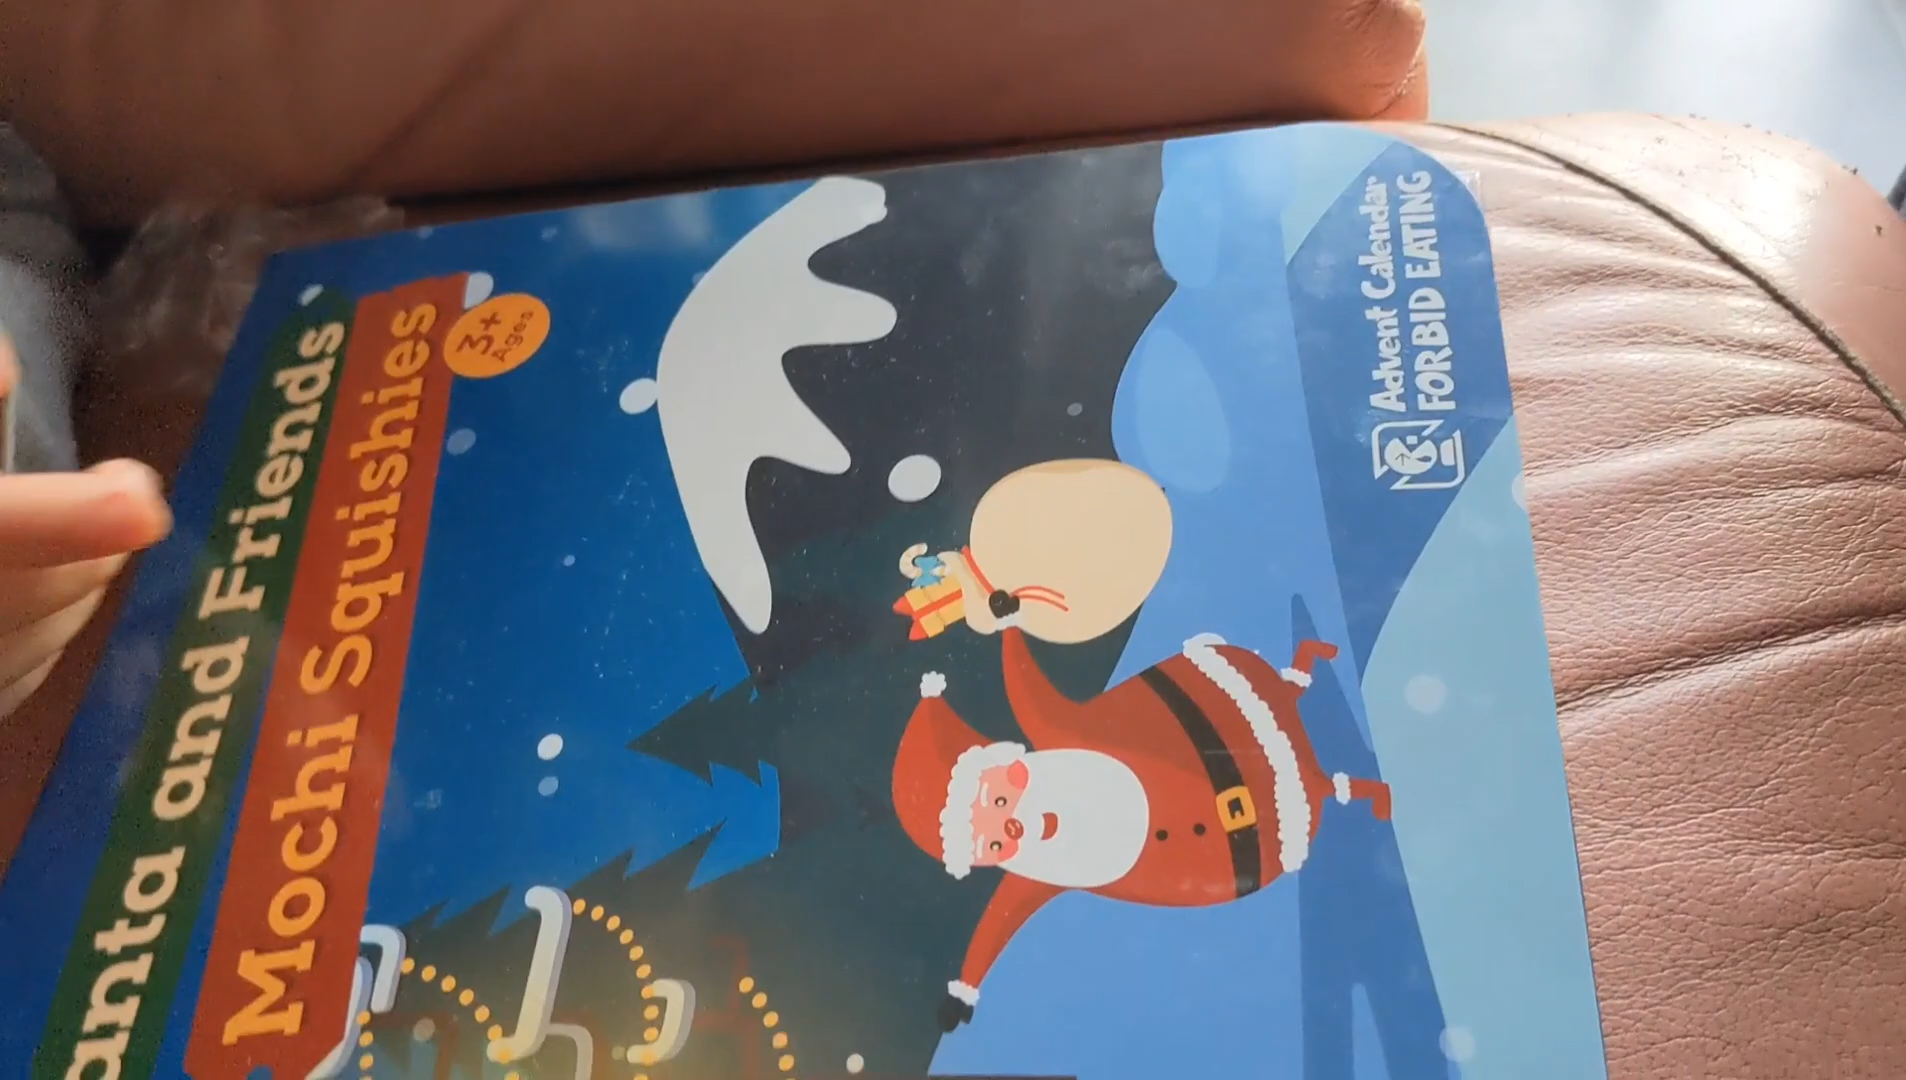 anta and Friends
Mochi Squishies
3+
Ages
Advent Calendar
FORBID EATING